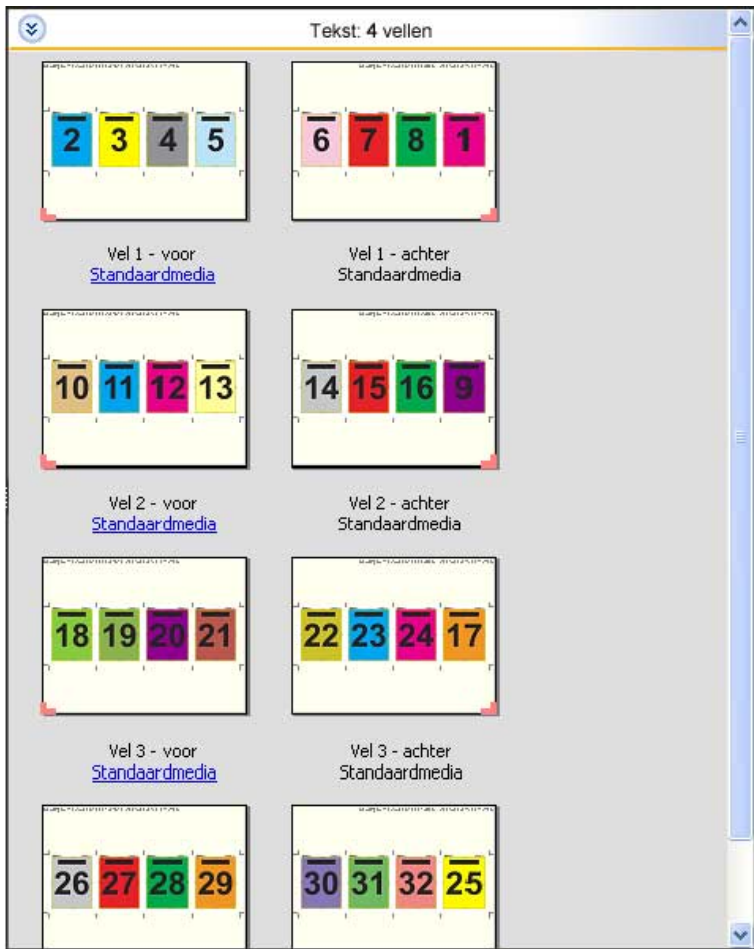 Tekst: 4 vellen
2 3 4 5
6 7 8 1
Vel 1 - voor
Standaardmedia
Vel 1 - achter
Standaardmedia
10 11 12 13
14 15 16 9
Vel 2 - voor
Standaardmedia
Vel 2 - achter
Standaardmedia
18 19 20 21
22 23 24 17
Vel 3 - voor
Standaardmedia
Vel 3 - achter
Standaardmedia
26 27 28 29
30 31 32 25